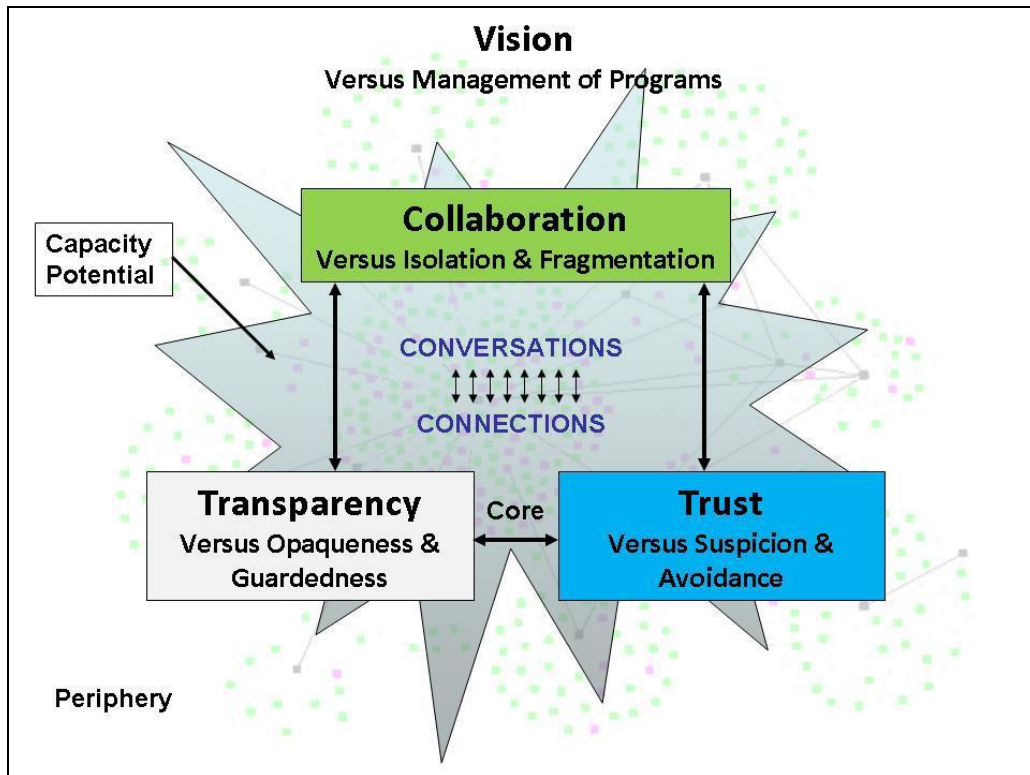 Vision
Versus Management of Programs
Collaboration
Versus Isolation & Fragmentation
Capacity
Potential
CONVERSATIONS
CONNECTIONS
Transparency
Versus Opaqueness &
Guardedness
Core
Trust
Versus Suspicion &
Avoidance
Periphery